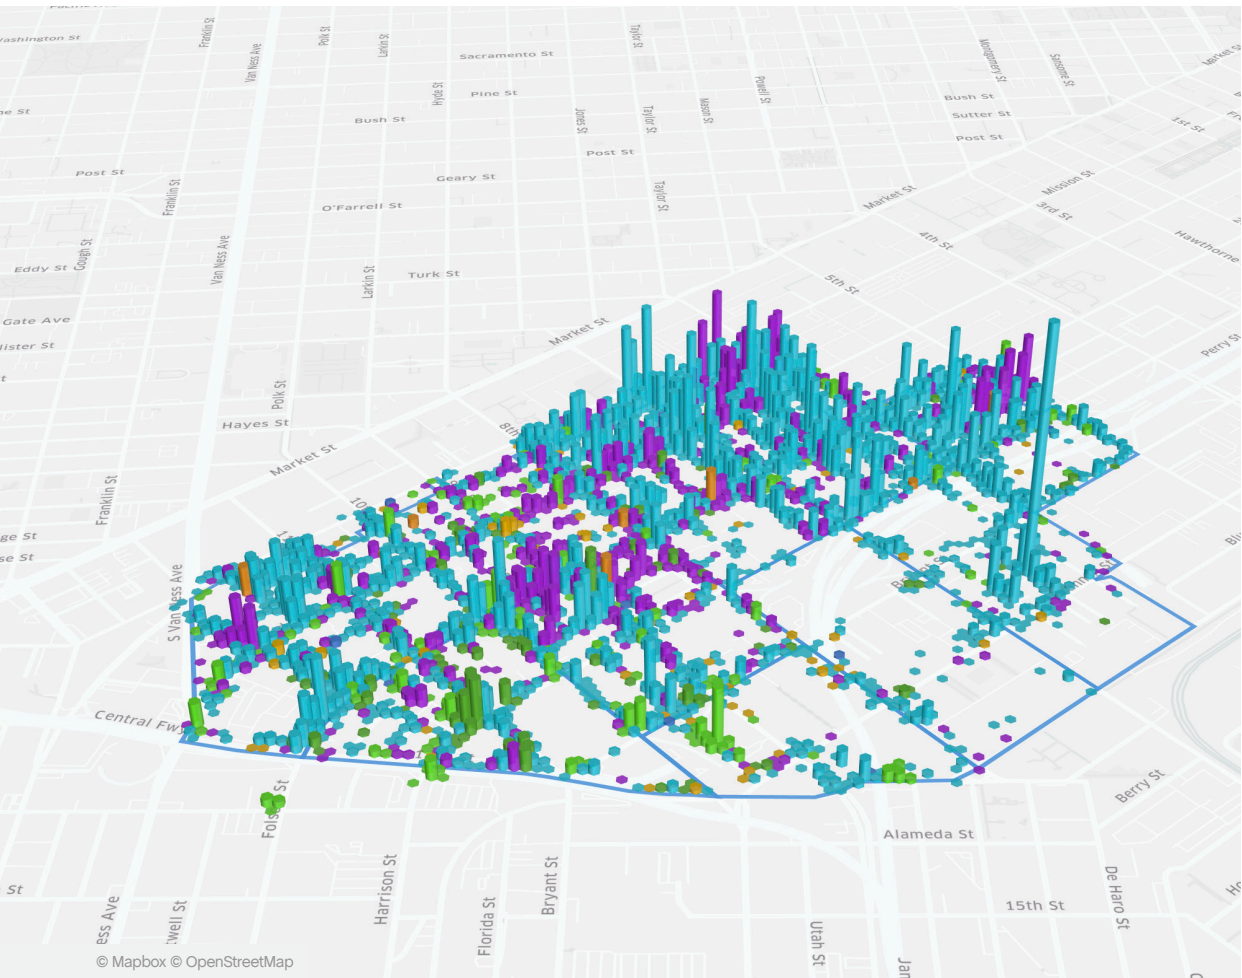 Franklin St
Polk St
Taylor St
Larkin St
Van Ness Ave
Washington St
Sacramento St
Montgomery St
Sansome St
Market St
Powell St
Hyde St
Pine St
Bush St
Jones St
Taylor St
Mason St
Bush St
Sutter St
Post St
1st St
Bush St
Post St
Post St
Geary St
Franklin St
Taylor St
O'Farrell St
Market St
Mission St
3rd St
4th St
Hawthorne
Gough St
Van Ness Ave
Eddy St
Larkin St
Turk St
5th St
Gate Ave
Market St
Perry St
Polk St
Hayes St
Market St
Franklin St
S Van Ness Ave
Central Fwy
Berry St
Alameda St
Harrison St
Florida St
Bryant St
15th St
Utah St
De Haro St
© Mapbox © OpenStreetMap